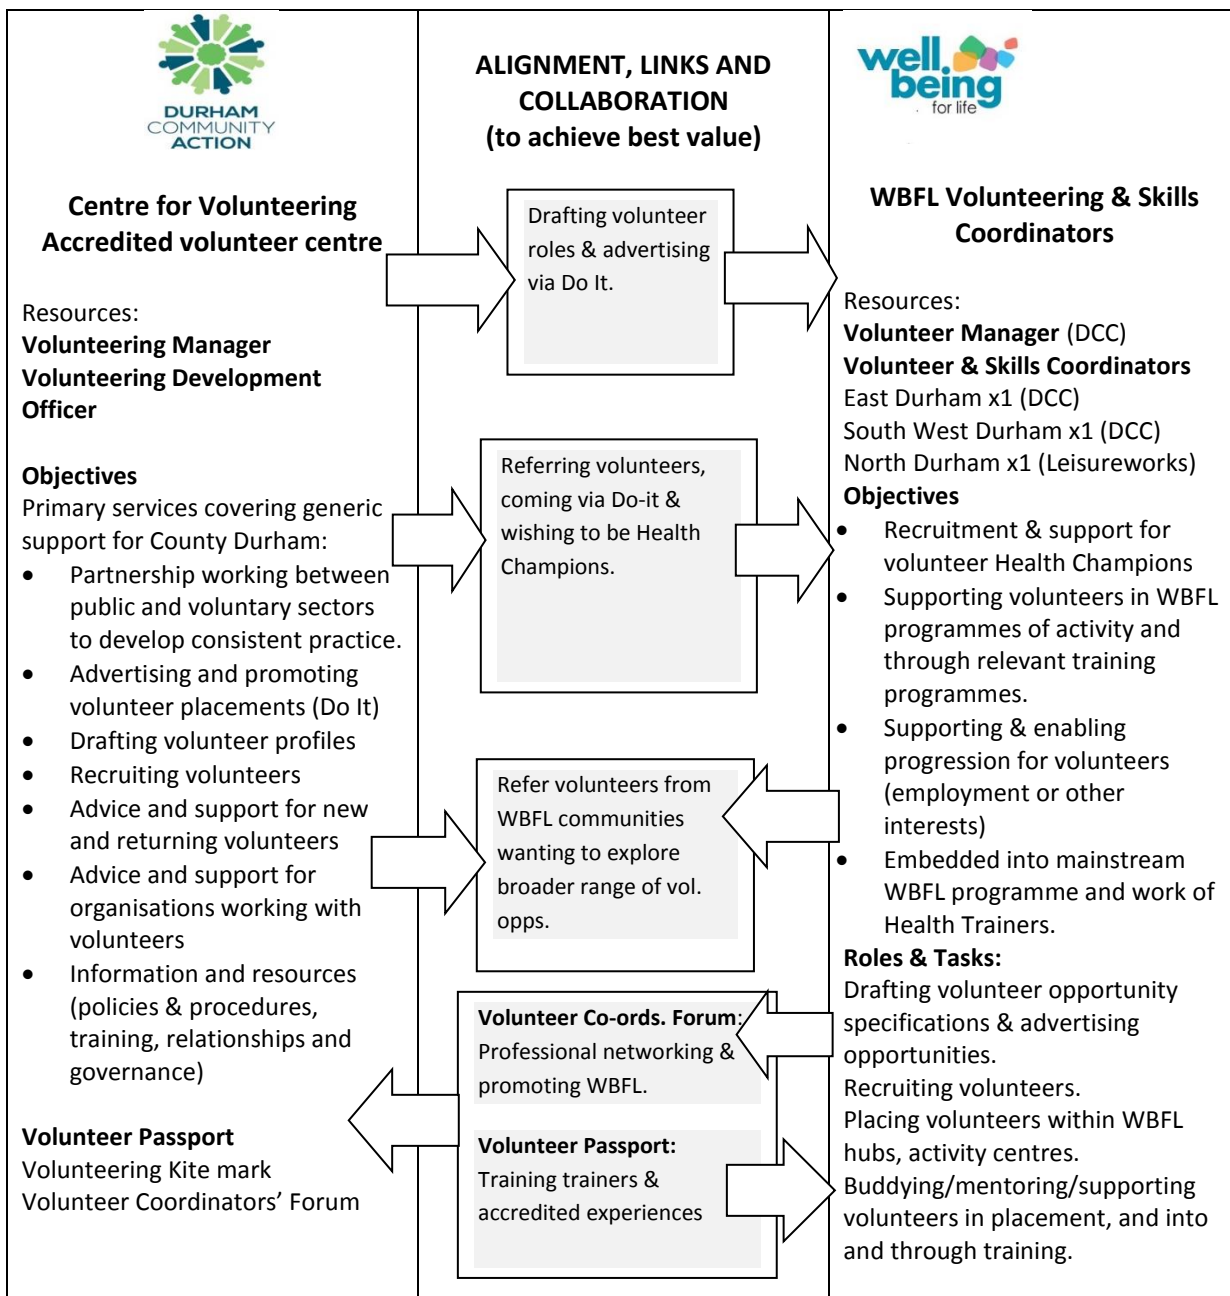 DURHAM
COMMUNITY
ACTION
Centre for Volunteering
Accredited volunteer centre
Resources:
Volunteering Manager
Volunteering Development
Officer
Objectives
Primary services covering generic
support for County Durham:
• Partnership working between
public and voluntary sectors
to develop consistent practice.
• Advertising and promoting
volunteer placements (Do It)
• Drafting volunteer profiles
• Recruiting volunteers
• Advice and support for new
and returning volunteers
• Advice and support for
organisations working with
volunteers
• Information and resources
(policies & procedures,
training, relationships and
governance)
Volunteer Passport
Volunteering Kite mark
Volunteer Coordinators’ Forum
ALIGNMENT, LINKS AND
COLLABORATION
(to achieve best value)
Drafting volunteer
roles & advertising
via Do It.
Referring volunteers,
coming via Do-it &
wishing to be Health
Champions.
Refer volunteers from
WBFL communities
wanting to explore
broader range of vol.
opps.
Volunteer Co-ords. Forum:
Professional networking &
promoting WBFL.
Volunteer Passport:
Training trainers &
accredited experiences
well
being
for life
WBFL Volunteering & Skills
Coordinators
Resources:
Volunteer Manager (DCC)
Volunteer & Skills Coordinators
East Durham x1 (DCC)
South West Durham x1 (DCC)
North Durham x1 (Leisureworks)
Objectives
• Recruitment & support for
volunteer Health Champions
• Supporting volunteers in WBFL
programmes of activity and
through relevant training
programmes.
• Supporting & enabling
progression for volunteers
(employment or other
interests)
• Embedded into mainstream
WBFL programme and work of
Health Trainers.
Roles & Tasks:
Drafting volunteer opportunity
specifications & advertising
opportunities.
Recruiting volunteers.
Placing volunteers within WBFL
hubs, activity centres.
Buddying/mentoring/supporting
volunteers in placement, and into
and through training.